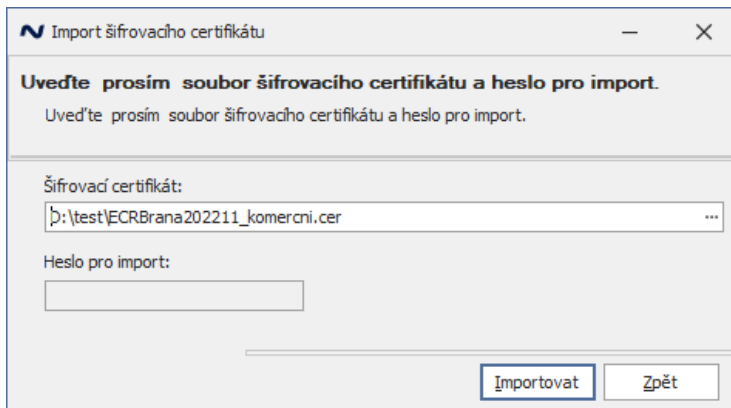 Import šifrovacího certifikátu
Uveďte prosím soubor šifrovacího certifikátu a heslo pro import.
Uveďte prosím soubor šifrovacího certifikátu a heslo pro import.
Šifrovací certifikát:
D:\test\ECRBrana202211_komercni.cer ...
Heslo pro import:
Importovat Zpět